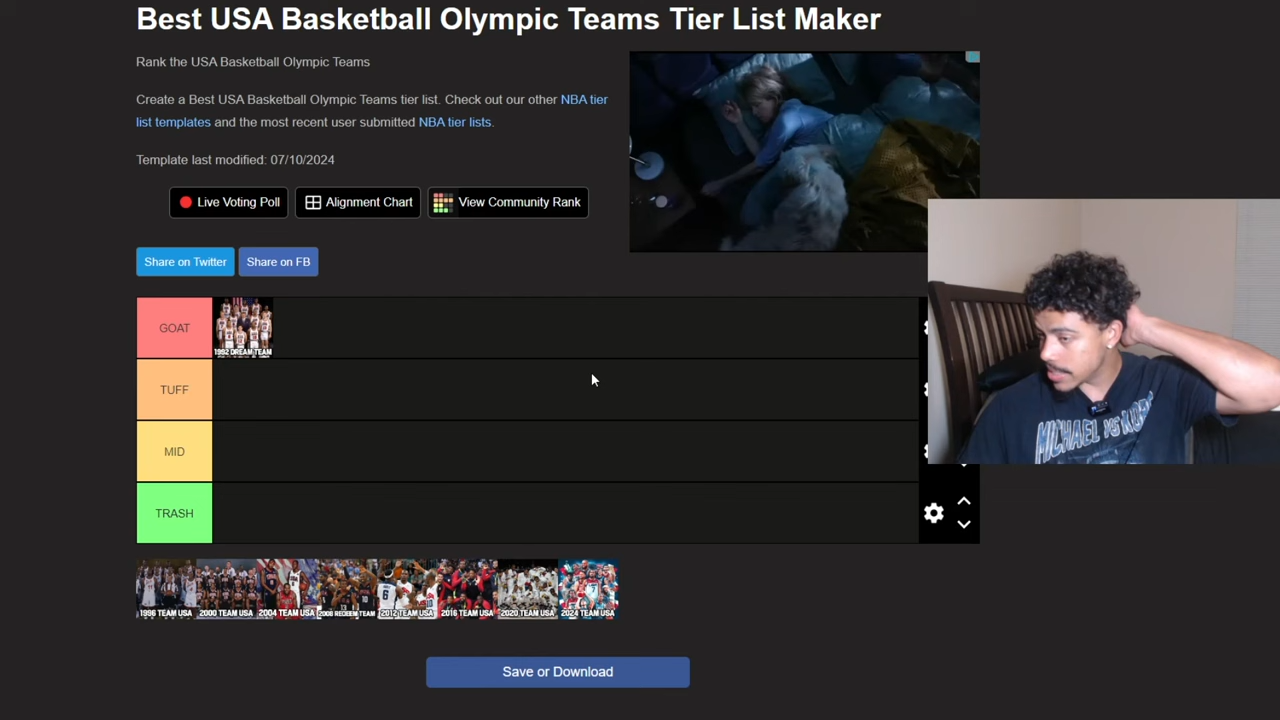 Best USA Basketball Olympic Teams Tier List Maker
Rank the USA Basketball Olympic Teams
Create a Best USA Basketball Olympic Teams tier list. Check out our other NBA tier
list templates and the most recent user submitted NBA tier lists.
Template last modified: 07/10/2024
Live Voting Poll
Alignment Chart
View Community Rank
Share on Twitter
Share on FB
GOAT
1992 DREAM TEAM
TUFF
MID
MICHAEL VS KOBE
TRASH
1996 TEAM USA
2000 TEAM USA
2004 TEAM USA
2008 REDEEM TEAM
2012 TEAM USA
2016 TEAM USA
2020 TEAM USA
2024 TEAM USA
Save or Download